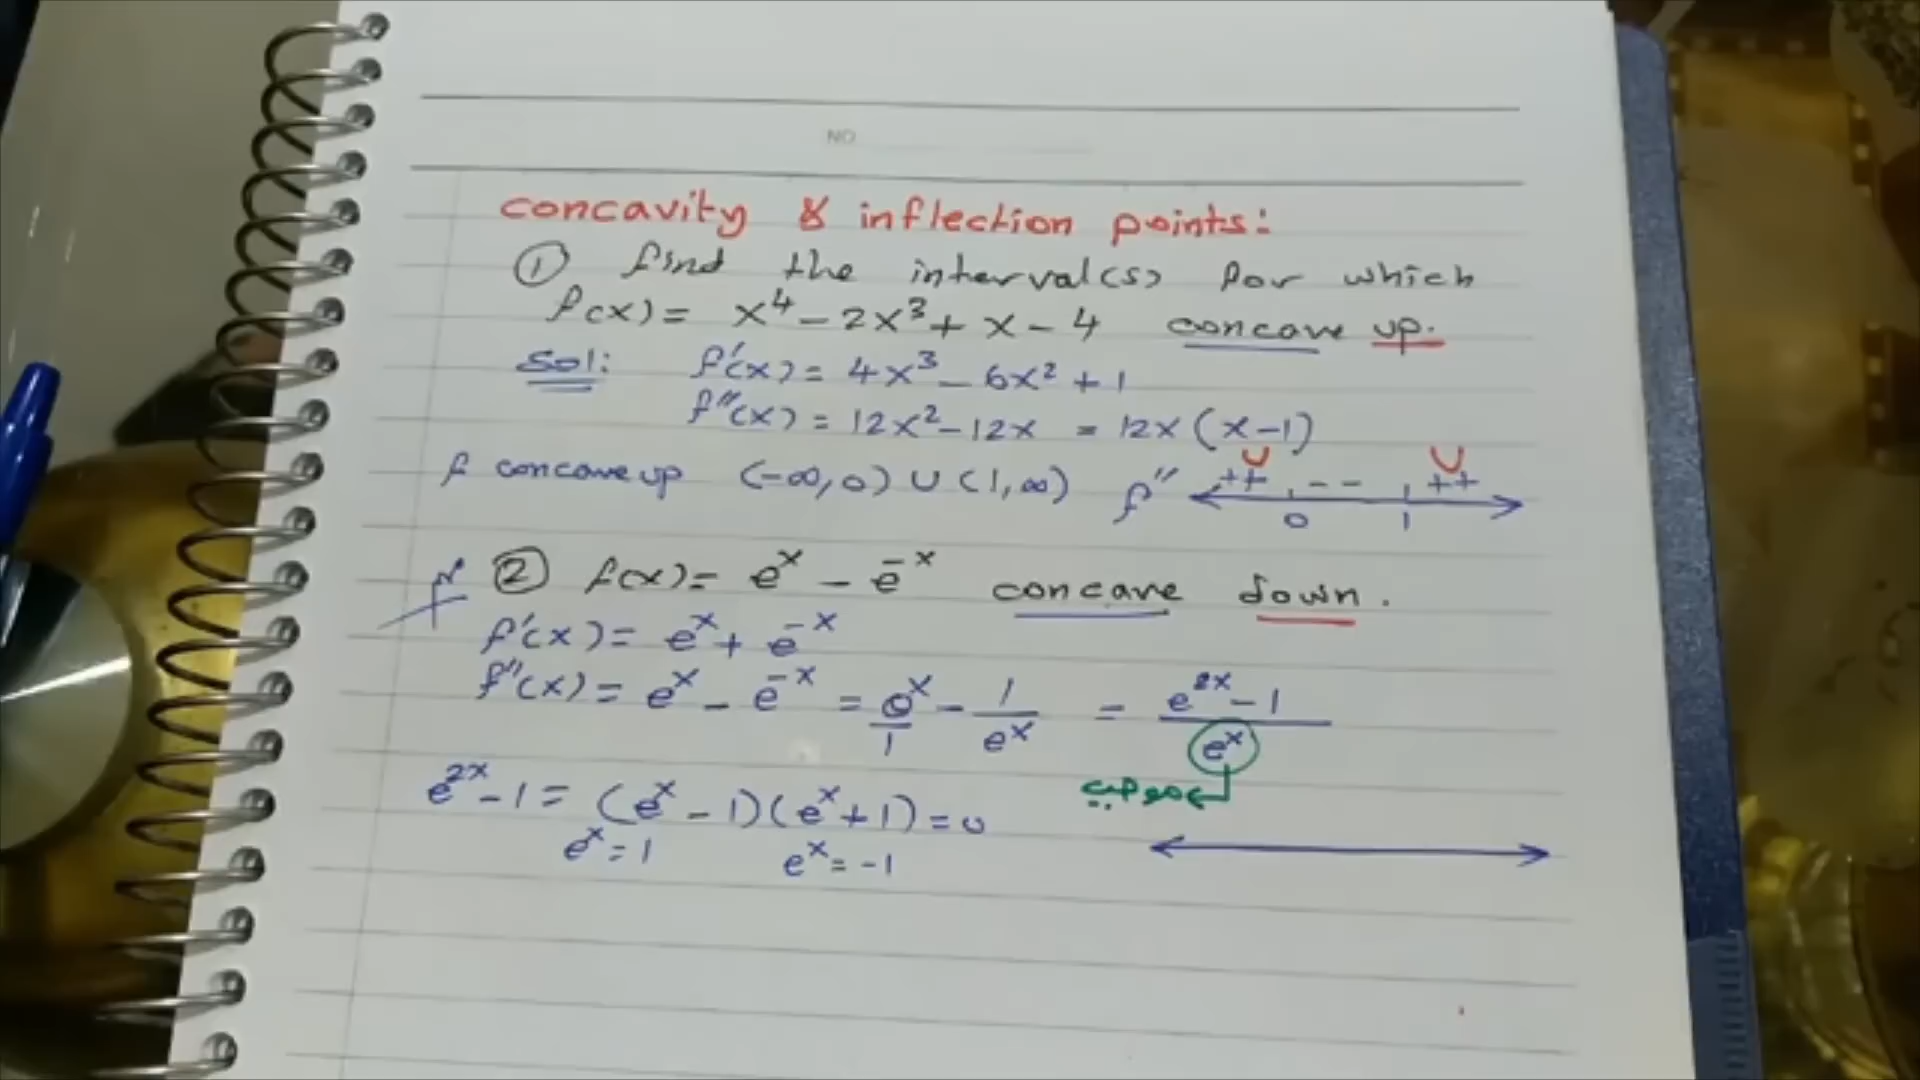 NO
concavity & inflection points:
① find the interval(s) for which
f(x) = x⁴ - 2x³ + x - 4 concave up.
Sol: f'(x) = 4x³ - 6x² + 1
f''(x) = 12x² - 12x = 12x (x-1)
f concave up (-∞,0) ∪ (1,∞) f'' ++ -- ++
0 1
② f(x) = eˣ - e⁻ˣ concave down.
f'(x) = eˣ + e⁻ˣ
f''(x) = eˣ - e⁻ˣ = eˣ/1 - 1/eˣ = (e²ˣ - 1)/eˣ
موجب
e²ˣ - 1 = (eˣ - 1)(eˣ + 1) = 0
eˣ = 1 eˣ = -1